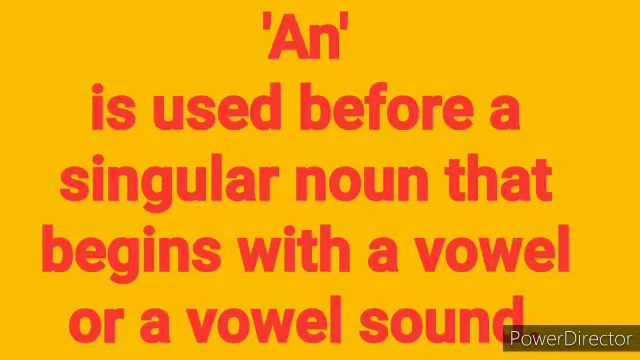 'An'
is used before a
singular noun that
begins with a vowel
or a vowel sound.
PowerDirector